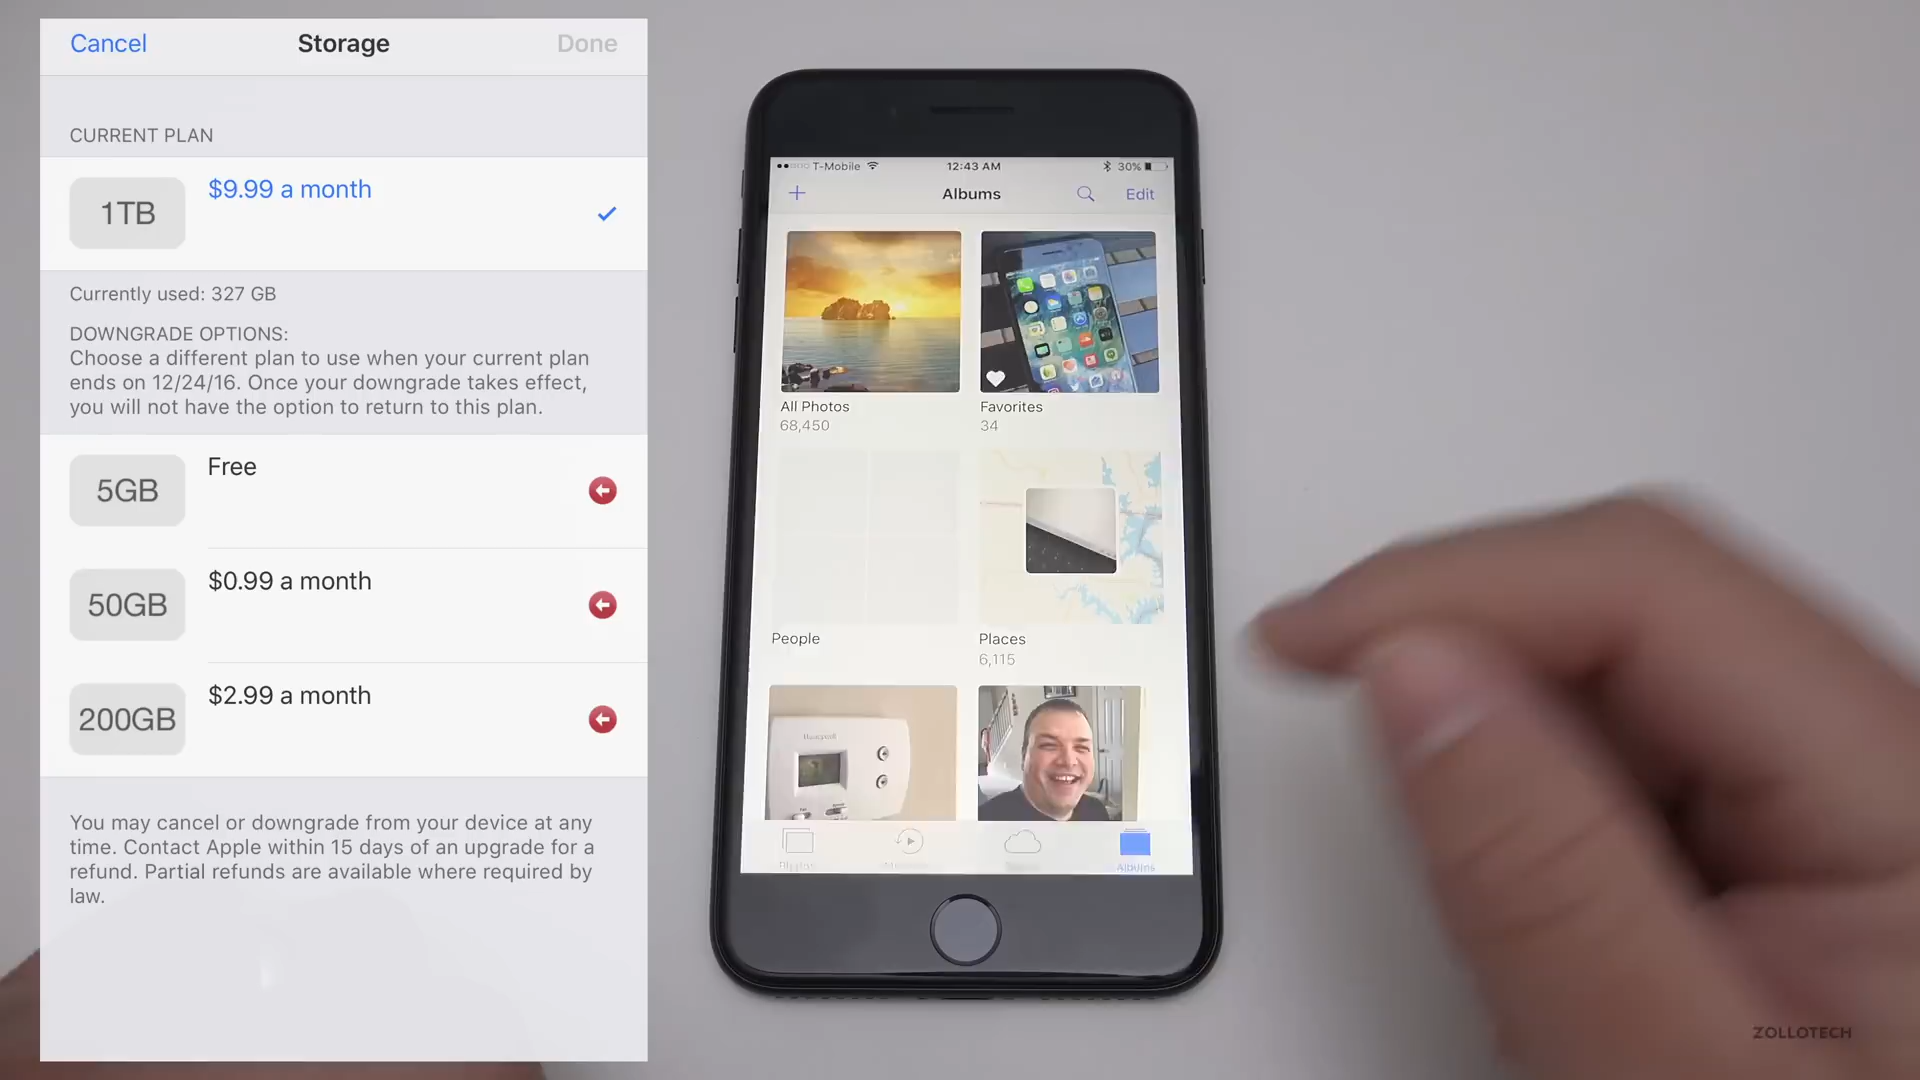 Cancel
Storage
Done
CURRENT PLAN
1TB
$9.99 a month
Currently used: 327 GB
DOWNGRADE OPTIONS:
Choose a different plan to use when your current plan
ends on 12/24/16. Once your downgrade takes effect,
you will not have the option to return to this plan.
5GB
Free
50GB
$0.99 a month
200GB
$2.99 a month
You may cancel or downgrade from your device at any
time. Contact Apple within 15 days of an upgrade for a
refund. Partial refunds are available where required by
law.
T-Mobile
12:43 AM
30%
Albums
Edit
All Photos
68,450
Favorites
34
People
Places
6,115
Honeywell
Photos
Albums
ZOLLOTECH